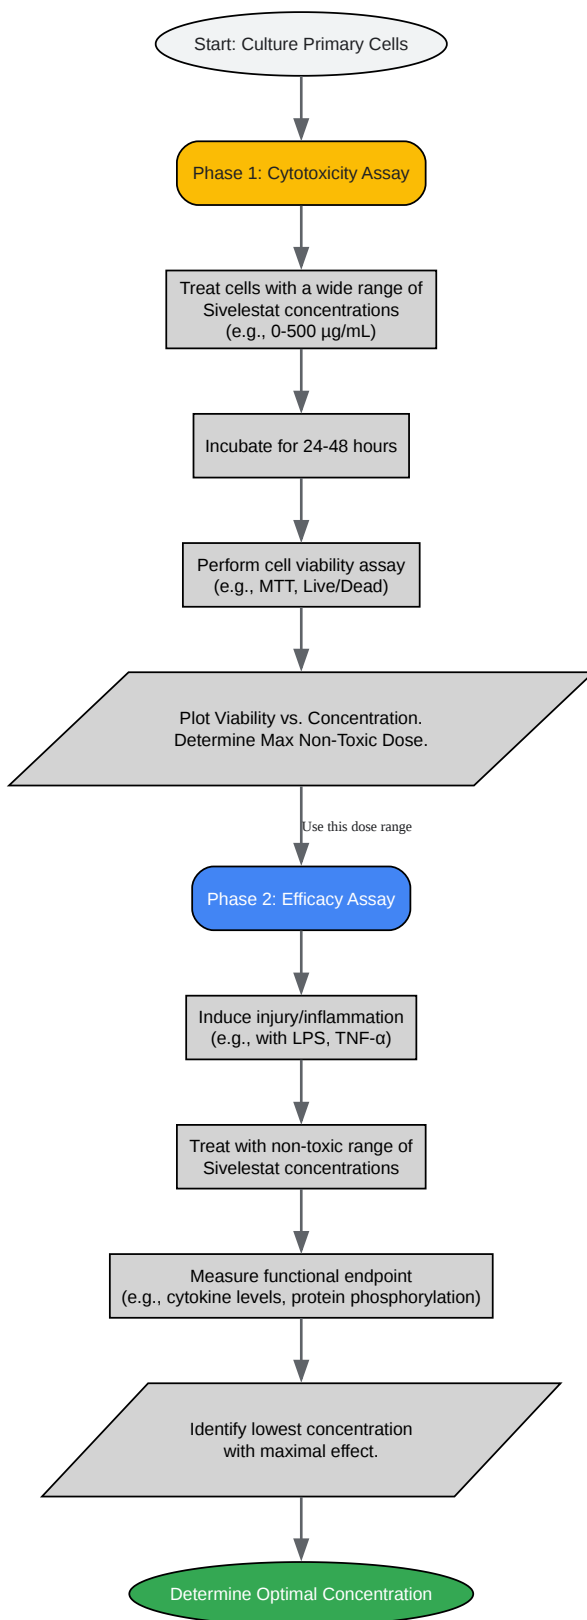 Start: Culture Primary Cells
Phase 1: Cytotoxicity Assay
Treat cells with a wide range of
Sivelestat concentrations
(e.g., 0-500 µg/mL)
Incubate for 24-48 hours
Perform cell viability assay
(e.g., MTT, Live/Dead)
Plot Viability vs. Concentration.
Determine Max Non-Toxic Dose.
Use this dose range
Phase 2: Efficacy Assay
Induce injury/inflammation
(e.g., with LPS, TNF-α)
Treat with non-toxic range of
Sivelestat concentrations
Measure functional endpoint
(e.g., cytokine levels, protein phosphorylation)
Identify lowest concentration
with maximal effect.
Determine Optimal Concentration